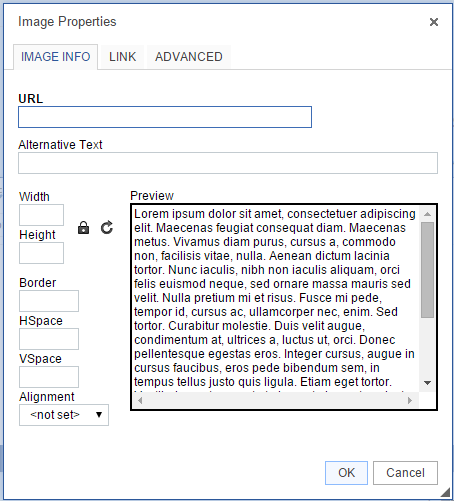 Image Properties
IMAGE INFO LINK ADVANCED
URL
Alternative Text
Width
Height
Border
HSpace
VSpace
Alignment
<not set>
Preview
Lorem ipsum dolor sit amet, consectetuer adipiscing
elit. Maecenas feugiat consequat diam. Maecenas
metus. Vivamus diam purus, cursus a, commodo
non, facilisis vitae, nulla. Aenean dictum lacinia
tortor. Nunc iaculis, nibh non iaculis aliquam, orci
felis euismod neque, sed ornare massa mauris sed
velit. Nulla pretium mi et risus. Fusce mi pede,
tempor id, cursus ac, ullamcorper nec, enim. Sed
tortor. Curabitur molestie. Duis velit augue,
condimentum at, ultrices a, luctus ut, orci. Donec
pellentesque egestas eros. Integer cursus, augue in
cursus faucibus, eros pede bibendum sem, in
tempus tellus justo quis ligula. Etiam eget tortor.
OK Cancel